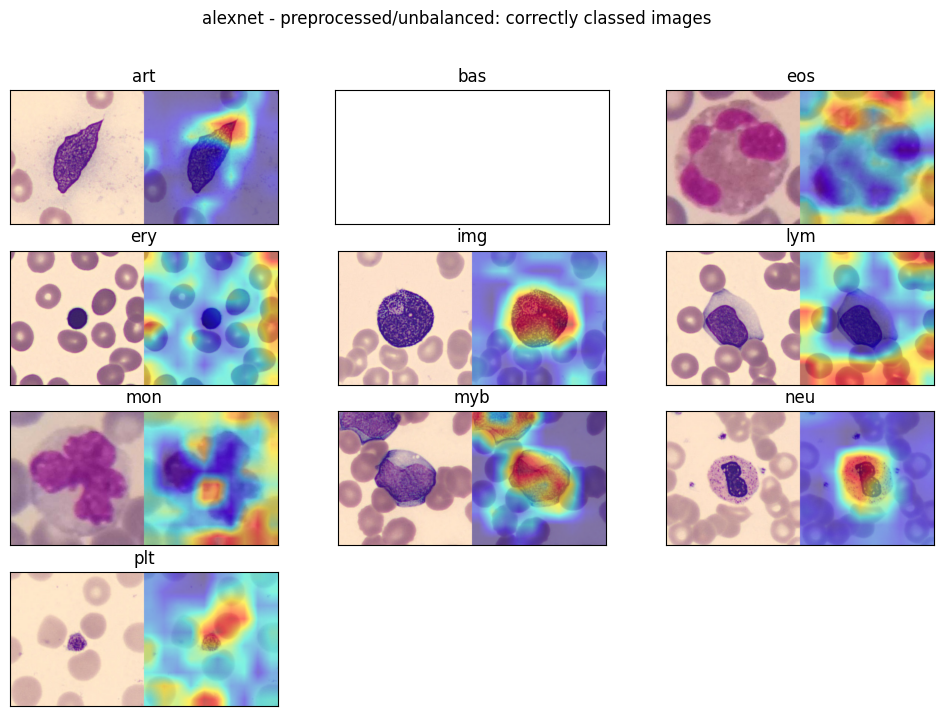 alexnet - preprocessed/unbalanced: correctly classed images
art
bas
eos
ery
img
lym
mon
myb
neu
plt